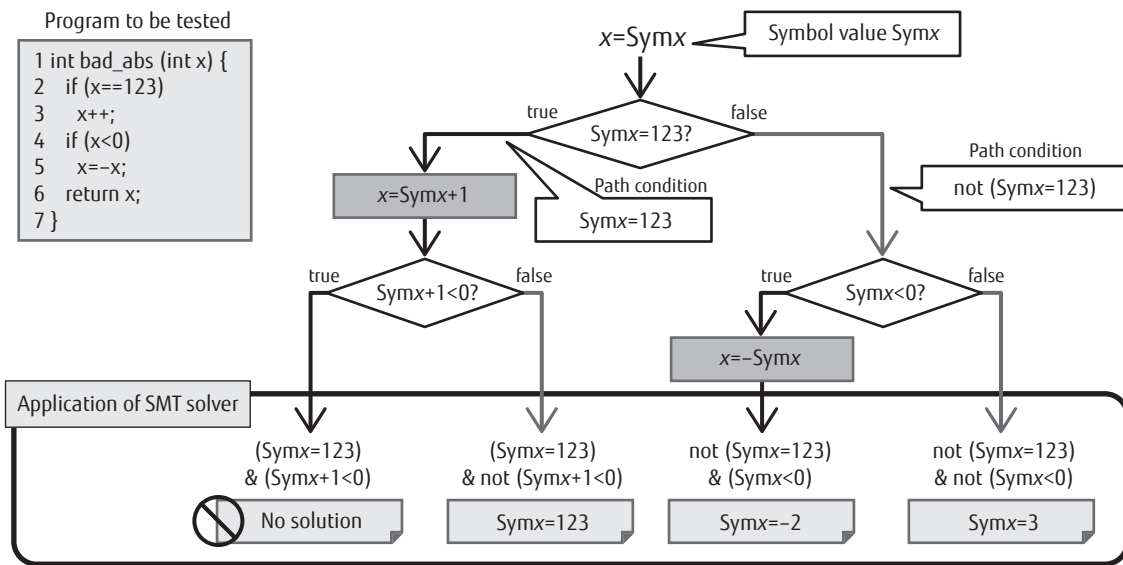 Program to be tested
1 int bad_abs (int x) {
2 if (x==123)
3 x++;
4 if (x<0)
5 x=–x;
6 return x;
7 }
x=Symx
Symbol value Symx
true
false
Symx=123?
Path condition
not (Symx=123)
x=Symx+1
Path condition
Symx=123
true
false
Symx+1<0?
true
false
Symx<0?
x=–Symx
Application of SMT solver
(Symx=123)
& (Symx+1<0)
No solution
(Symx=123)
& not (Symx+1<0)
Symx=123
not (Symx=123)
& (Symx<0)
Symx=–2
not (Symx=123)
& not (Symx<0)
Symx=3